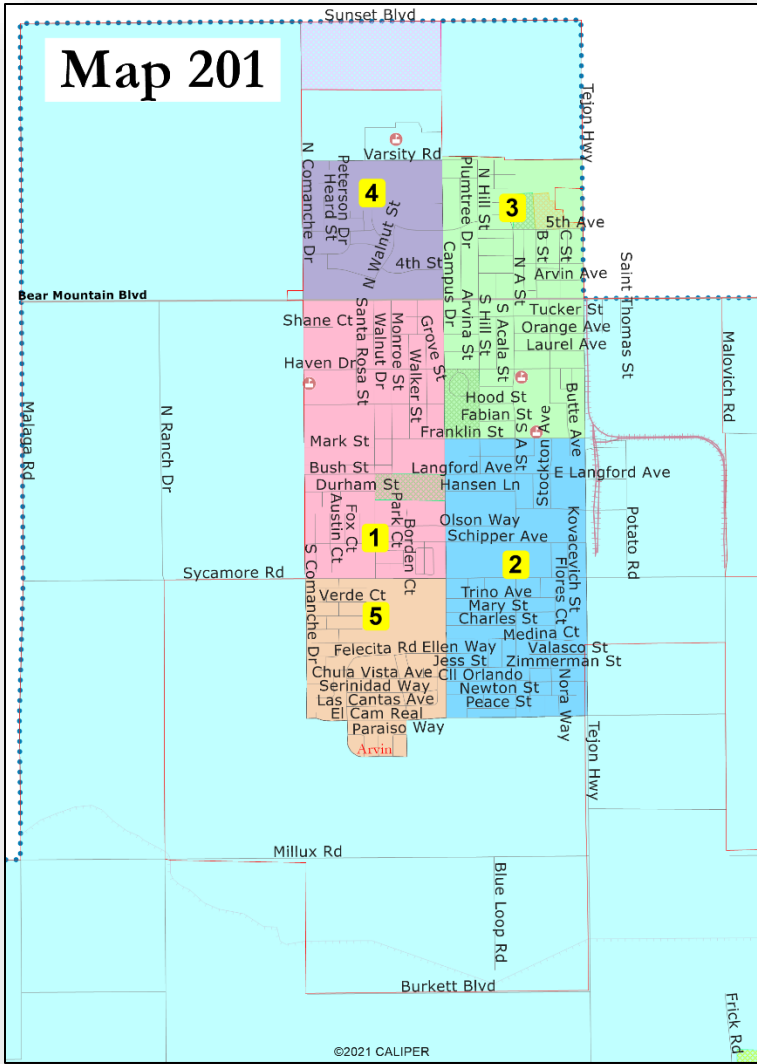 Sunset Blvd
Map 201
Tejon Hwy
Varsity Rd
N Comanche Dr
Peterson Dr
Heard St
4
N Walnut St
4th St
Plumtree Dr
N Hill St
3
5th Ave
B St
C St
N A St
Arvin Ave
Campus Dr
Saint Thomas St
Bear Mountain Blvd
Shane Ct
Santa Rosa St
Walnut Dr
Monroe St
Walker St
Grove St
Arvina St
S Hill St
S Acala St
Tucker St
Orange Ave
Laurel Ave
Malovich Rd
Haven Dr
Malaga Rd
N Ranch Dr
Hood St
Fabian St
Franklin St
S A St
Stockton Ave
Butte Ave
Mark St
Bush St
Langford Ave
E Langford Ave
Durham St
Hansen Ln
Austin Ct
Fox Ct
Park Ct
Borden Ct
1
Olson Way
Schipper Ave
2
Kovacevich St
Flores Ct
Potato Rd
Sycamore Rd
S Comanche Dr
Verde Ct
5
Trino Ave
Mary St
Charles St
Medina Ct
Felecita Rd
Ellen Way
Valasco St
Jess St
Zimmerman St
Chula Vista Ave
Cll Orlando
Serinidad Way
Newton St
Nora Way
Las Cantas Ave
Peace St
El Cam Real
Paraiso Way
Tejon Hwy
Arvin
Millux Rd
Blue Loop Rd
Burkett Blvd
Frick Rd
©2021 CALIPER